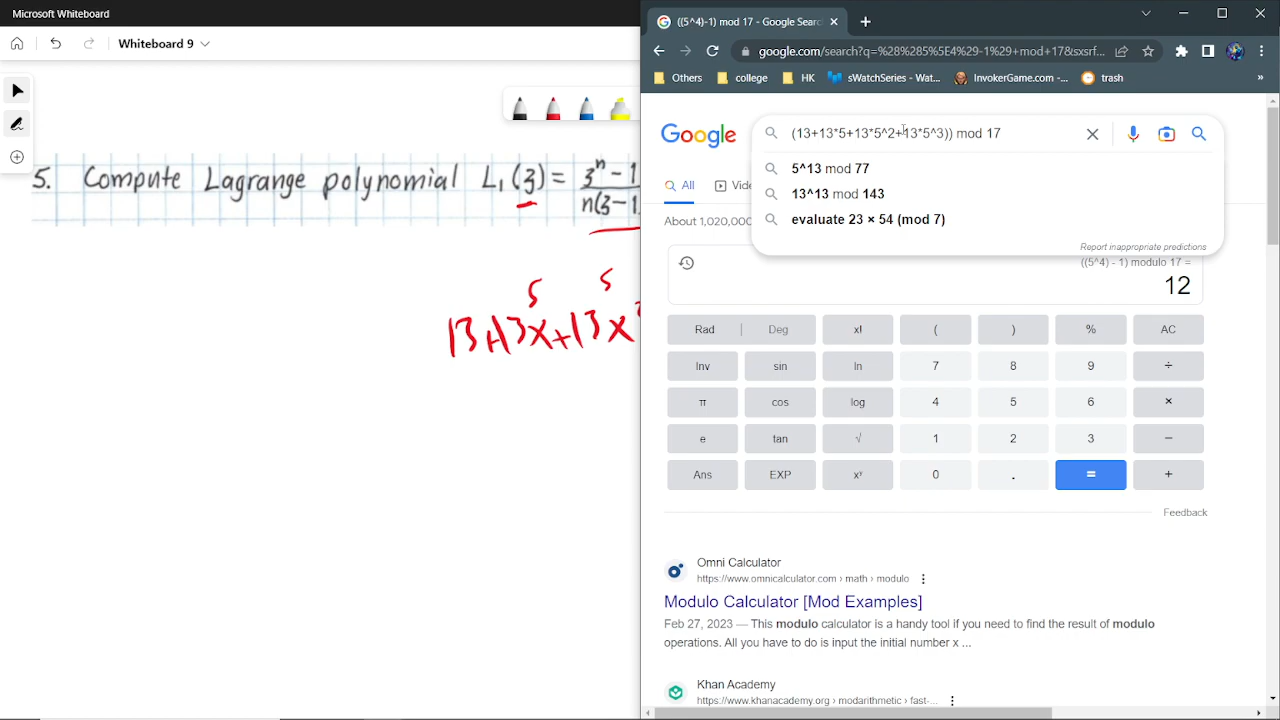 Microsoft Whiteboard
Whiteboard 9
5. Compute Lagrange polynomial L₁(z) = zⁿ - 1
n(z-1
5 5
13+13x+13x
((5^4)-1) mod 17 - Google Search
google.com/search?q=%28%285%5E4%29-1%29+mod+17&sxsrf...
Others
college
HK
sWatchSeries - Wat...
InvokerGame.com -...
trash
»
Google
(13+13*5+13*5^2+13*5^3)) mod 17
5^13 mod 77
13^13 mod 143
evaluate 23 × 54 (mod 7)
Report inappropriate predictions
All
Vide
About 1,020,000
((5^4) - 1) modulo 17 =
12
Rad Deg x! ( ) % AC
Inv sin ln 7 8 9 ÷
π cos log 4 5 6 ×
e tan √ 1 2 3 −
Ans EXP xʸ 0 . = +
Feedback
Omni Calculator
https://www.omnicalculator.com › math › modulo
Modulo Calculator [Mod Examples]
Feb 27, 2023 — This modulo calculator is a handy tool if you need to find the result of modulo
operations. All you have to do is input the initial number x ...
Khan Academy
https://www.khanacademy.org › modarithmetic › fast-...